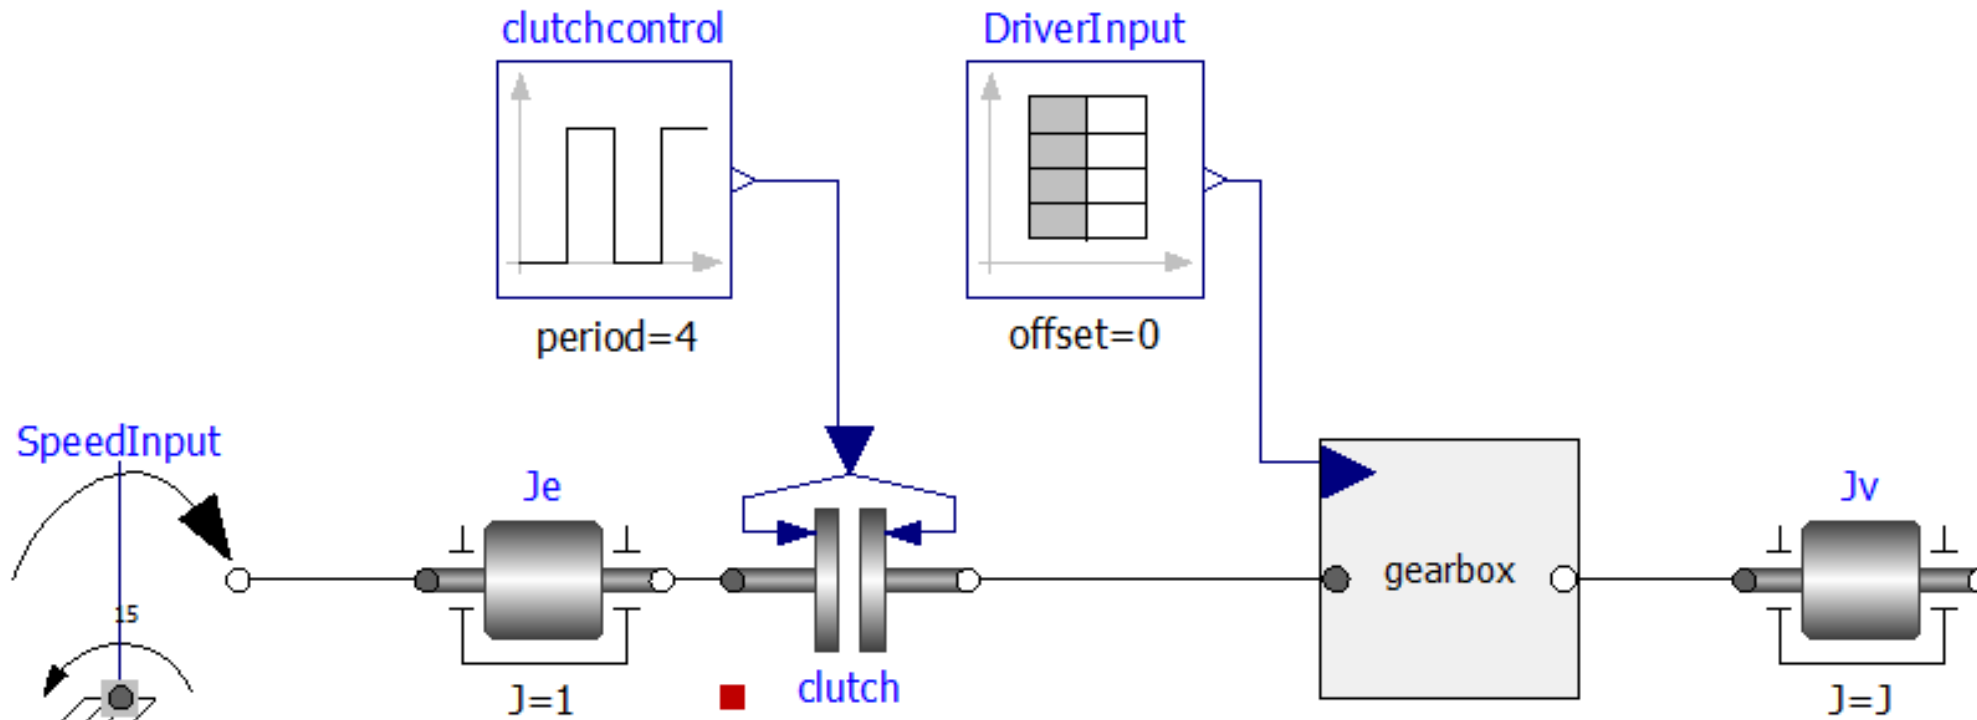 clutchcontrol
DriverInput
period=4
offset=0
SpeedInput
Je
Jv
gearbox
15
clutch
J=1
J=J